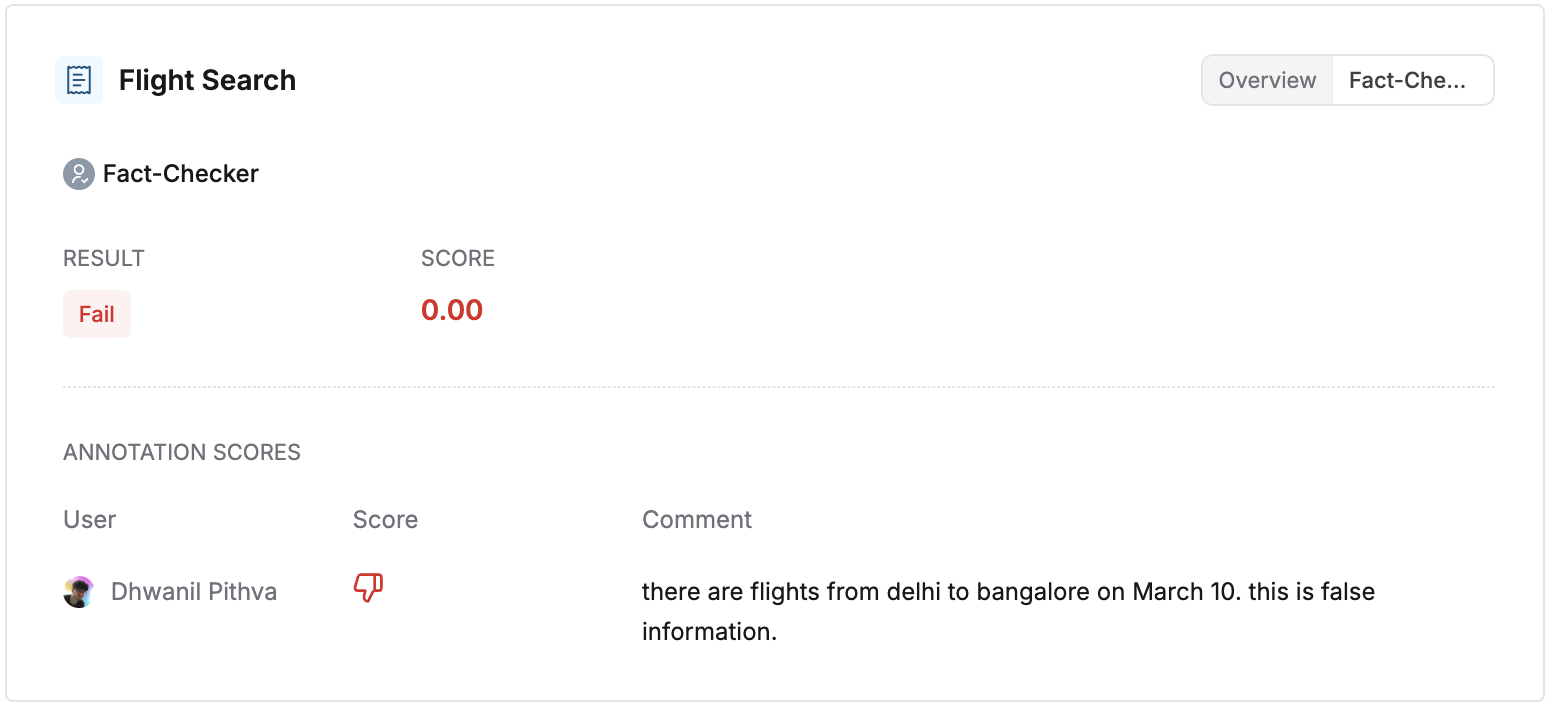 Flight Search
Overview
Fact-Che...
Fact-Checker
RESULT
SCORE
Fail
0.00
ANNOTATION SCORES
User
Score
Comment
Dhwanil Pithva
there are flights from delhi to bangalore on March 10. this is false
information.